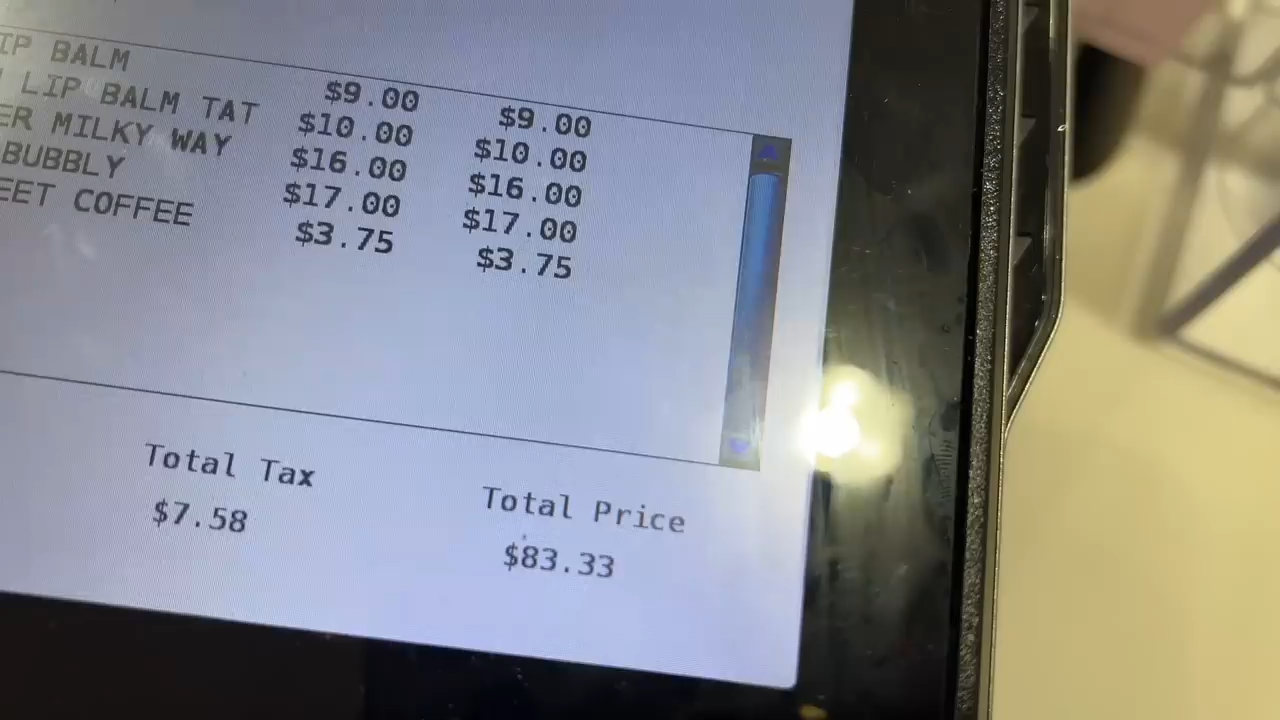 IP BALM $9.00 $9.00
LIP BALM TAT $10.00 $10.00
ER MILKY WAY $16.00 $16.00
BUBBLY $17.00 $17.00
EET COFFEE $3.75 $3.75
Total Tax Total Price
$7.58 $83.33